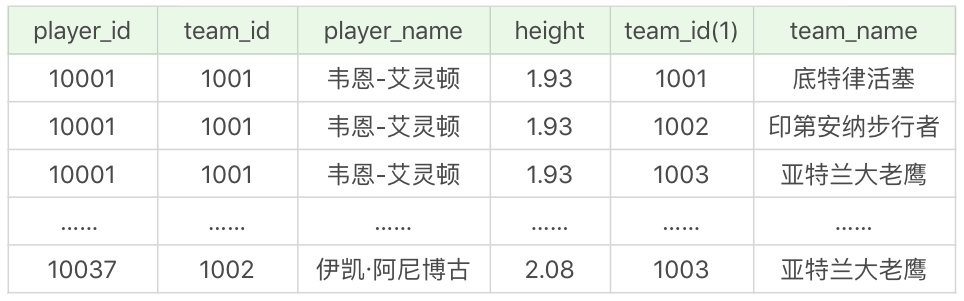 player_id team_id player_name height team_id(1) team_name
10001 1001 韦恩-艾灵顿 1.93 1001 底特律活塞
10001 1001 韦恩-艾灵顿 1.93 1002 印第安纳步行者
10001 1001 韦恩-艾灵顿 1.93 1003 亚特兰大老鹰
…… …… …… …… …… ……
10037 1002 伊凯·阿尼博古 2.08 1003 亚特兰大老鹰